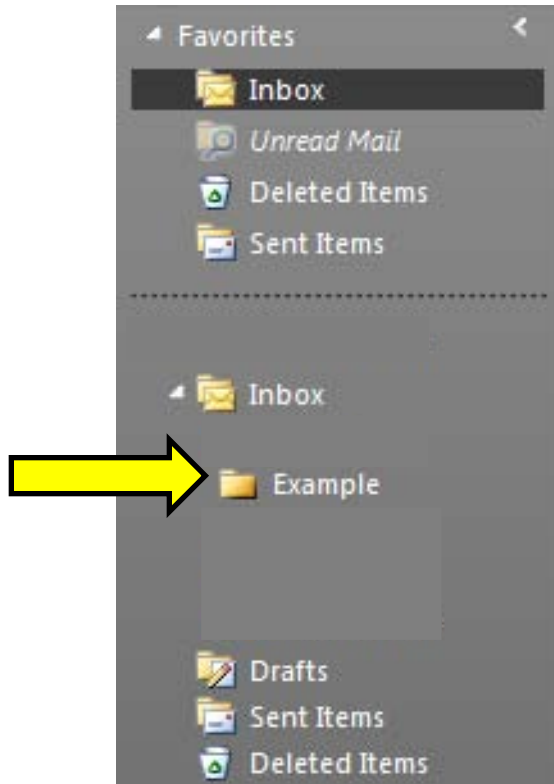 Favorites
Inbox
Unread Mail
Deleted Items
Sent Items
Inbox
Example
Drafts
Sent Items
Deleted Items